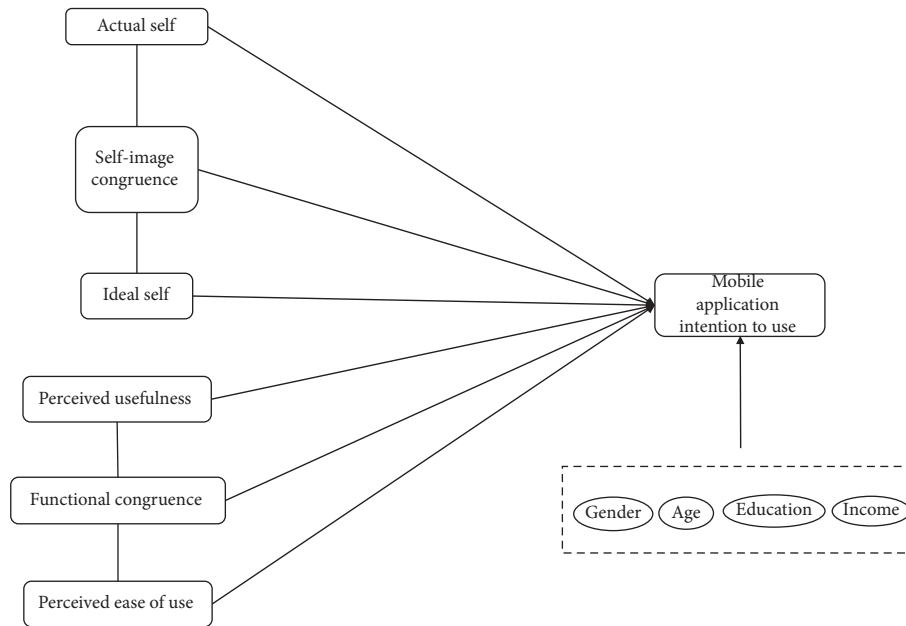 Actual self
Self-image
congruence
Ideal self
Mobile
application
intention to use
Perceived usefulness
Functional congruence
Perceived ease of use
Gender
Age
Education
Income